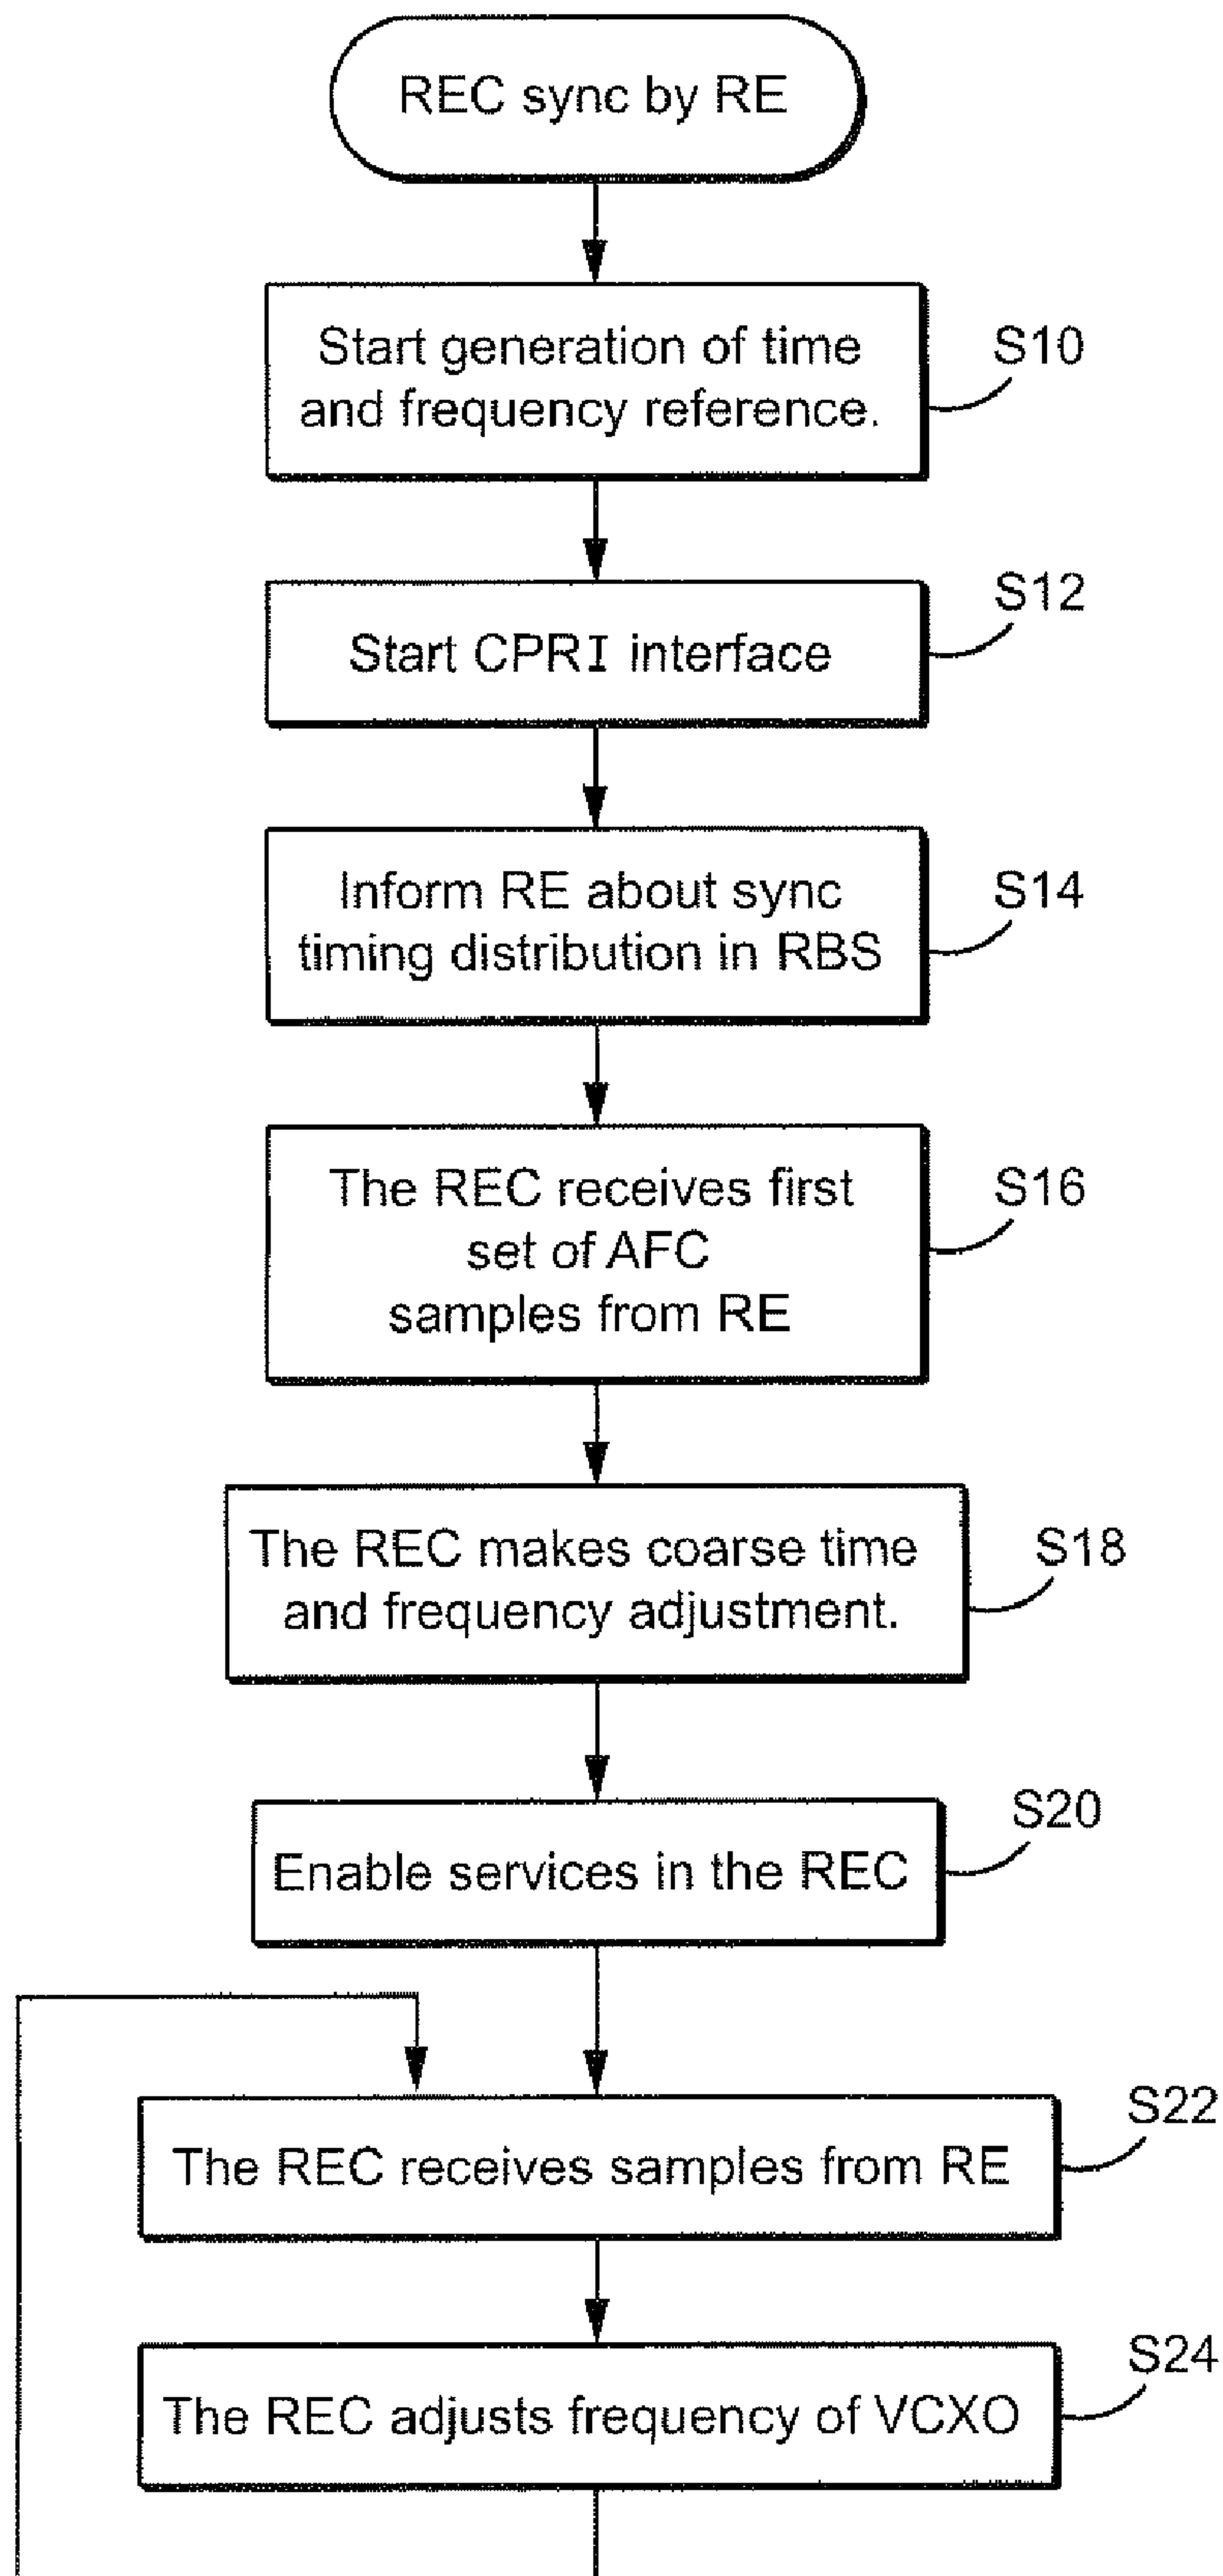 REC sync by RE
Start generation of time
and frequency reference.
S10
Start CPRI interface
S12
Inform RE about sync
timing distribution in RBS
S14
The REC receives first
set of AFC
samples from RE
S16
The REC makes coarse time
and frequency adjustment.
S18
Enable services in the REC
S20
The REC receives samples from RE
S22
The REC adjusts frequency of VCXO
S24